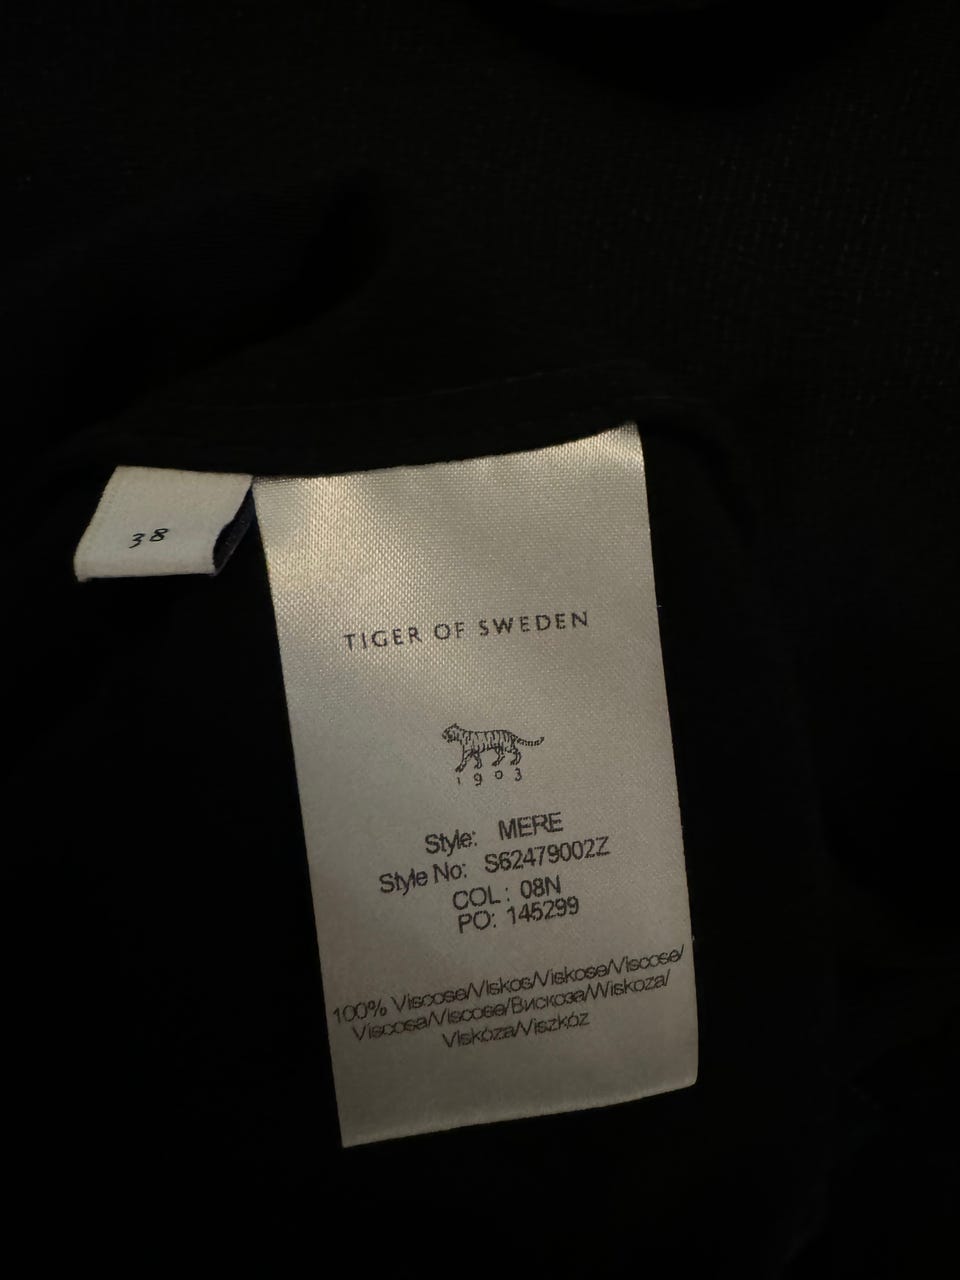 38
TIGER OF SWEDEN
1903
Style: MERE
Style No: S62479002Z
COL: 08N
PO: 145299
100% Viscose/Viskos/Viskose/Viscose/
Viscosa/Viscose/Вискоза/Wiskoza/
Viskóza/Viszkóz